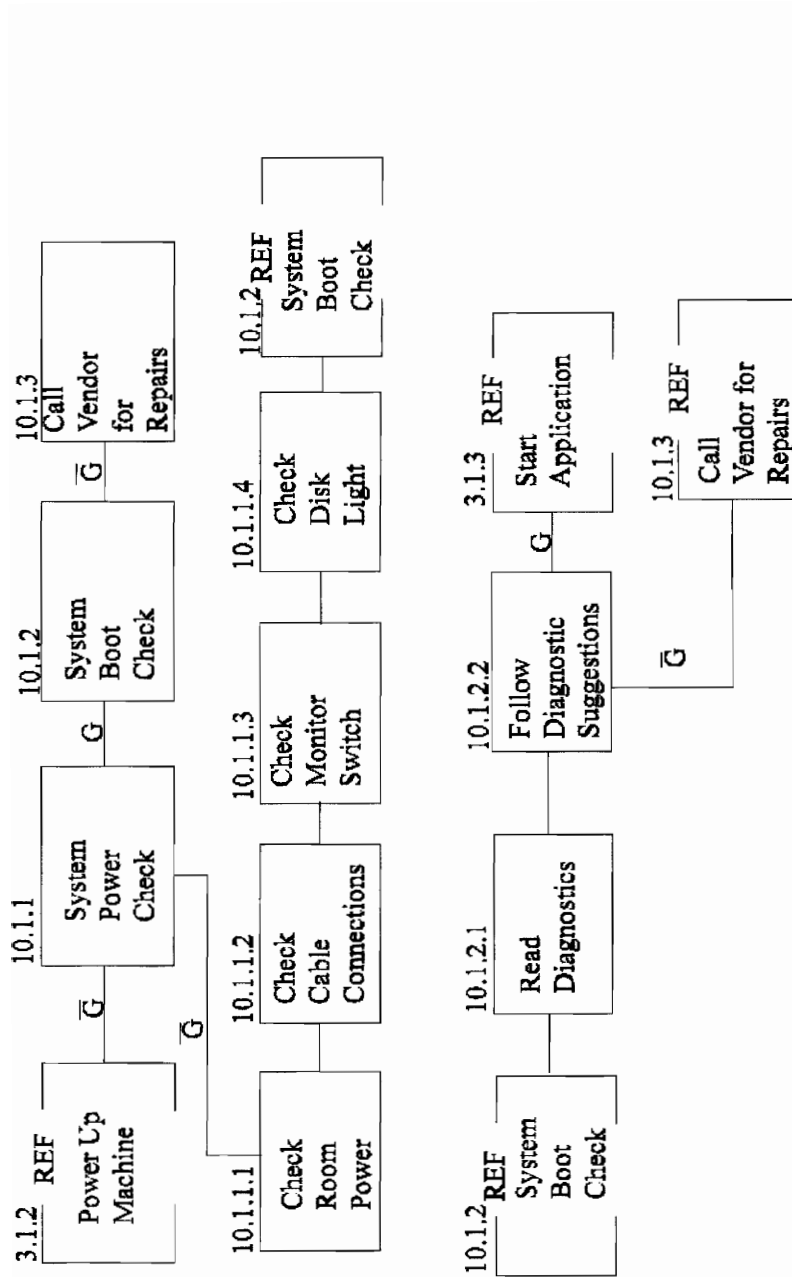 3.1.2 REF
Power Up
Machine
G
10.1.1
System
Power
Check
G
10.1.2
System
Boot
Check
G
10.1.3
Call
Vendor
for
Repairs
G
10.1.1.1
Check
Room
Power
10.1.1.2
Check
Cable
Connections
10.1.1.3
Check
Monitor
Switch
10.1.1.4
Check
Disk
Light
10.1.2 REF
System
Boot
Check
10.1.2 REF
System
Boot
Check
10.1.2.1
Read
Diagnostics
10.1.2.2
Follow
Diagnostic
Suggestions
G
3.1.3 REF
Start
Application
G
10.1.3 REF
Call
Vendor for
Repairs